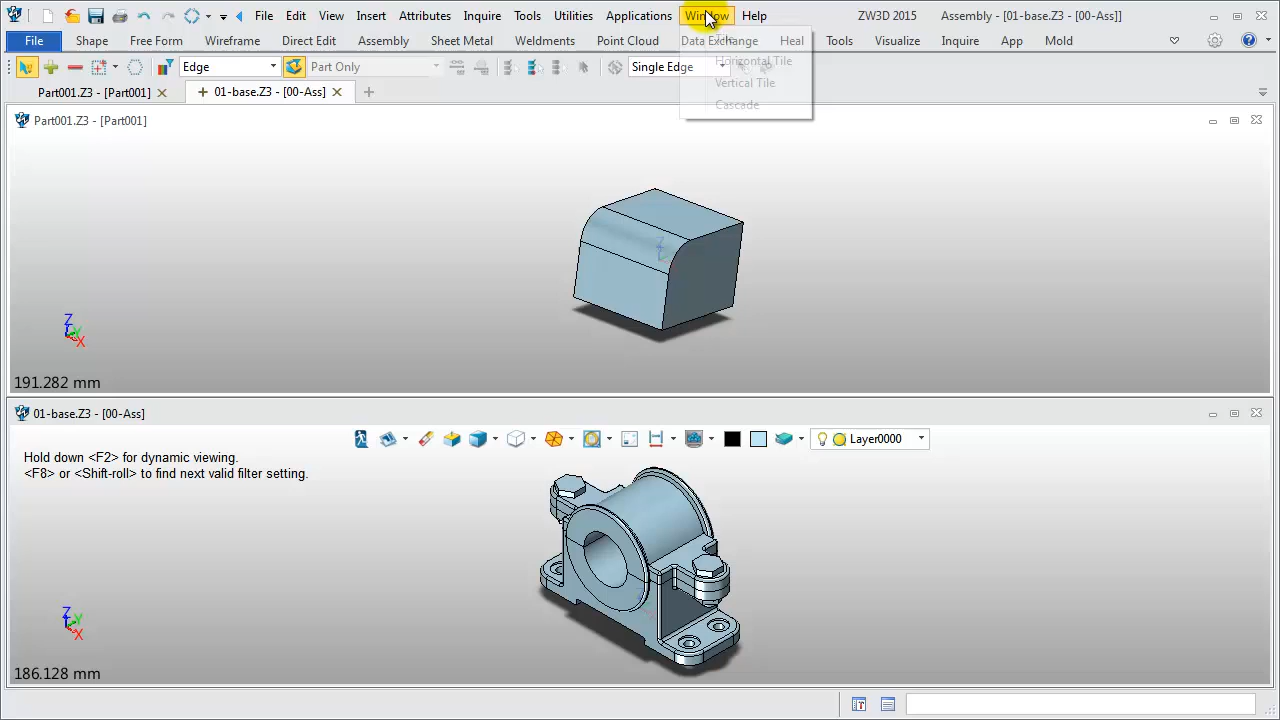 File Edit View Insert Attributes Inquire Tools Utilities Applications Window Help ZW3D 2015 Assembly - [01-base.Z3 - [00-Ass]]
File Shape Free Form Wireframe Direct Edit Assembly Sheet Metal Weldments Point Cloud Data Exchange Heal Tools Visualize Inquire App Mold
Edge Part Only Single Edge
Horizontal Tile
Vertical Tile
Cascade
art001.Z3 - [Part001] 01-base.Z3 - [00-Ass]
Part001.Z3 - [Part001]
Z
Z
Y
X
191.282 mm
01-base.Z3 - [00-Ass]
Layer0000
Hold down <F2> for dynamic viewing.
<F8> or <Shift-roll> to find next valid filter setting.
Z
Y
X
186.128 mm